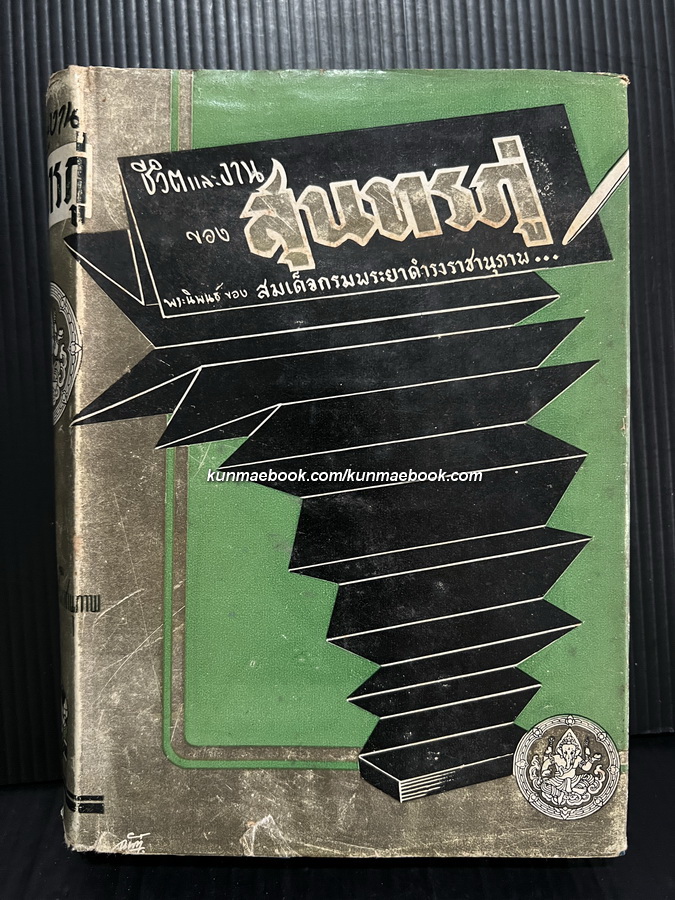 ชีวิตและงาน
ของ สุนทรภู่
พระนิพนธ์ ของ สมเด็จกรมพระยาดำรงราชานุภาพ...
kunmaebook.com/kunmaebook.com